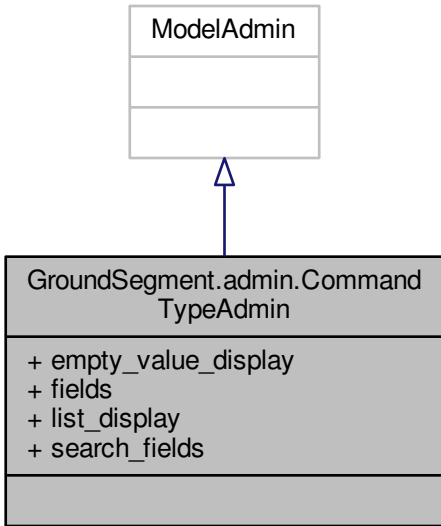 ModelAdmin
GroundSegment.admin.Command
TypeAdmin
+ empty_value_display
+ fields
+ list_display
+ search_fields